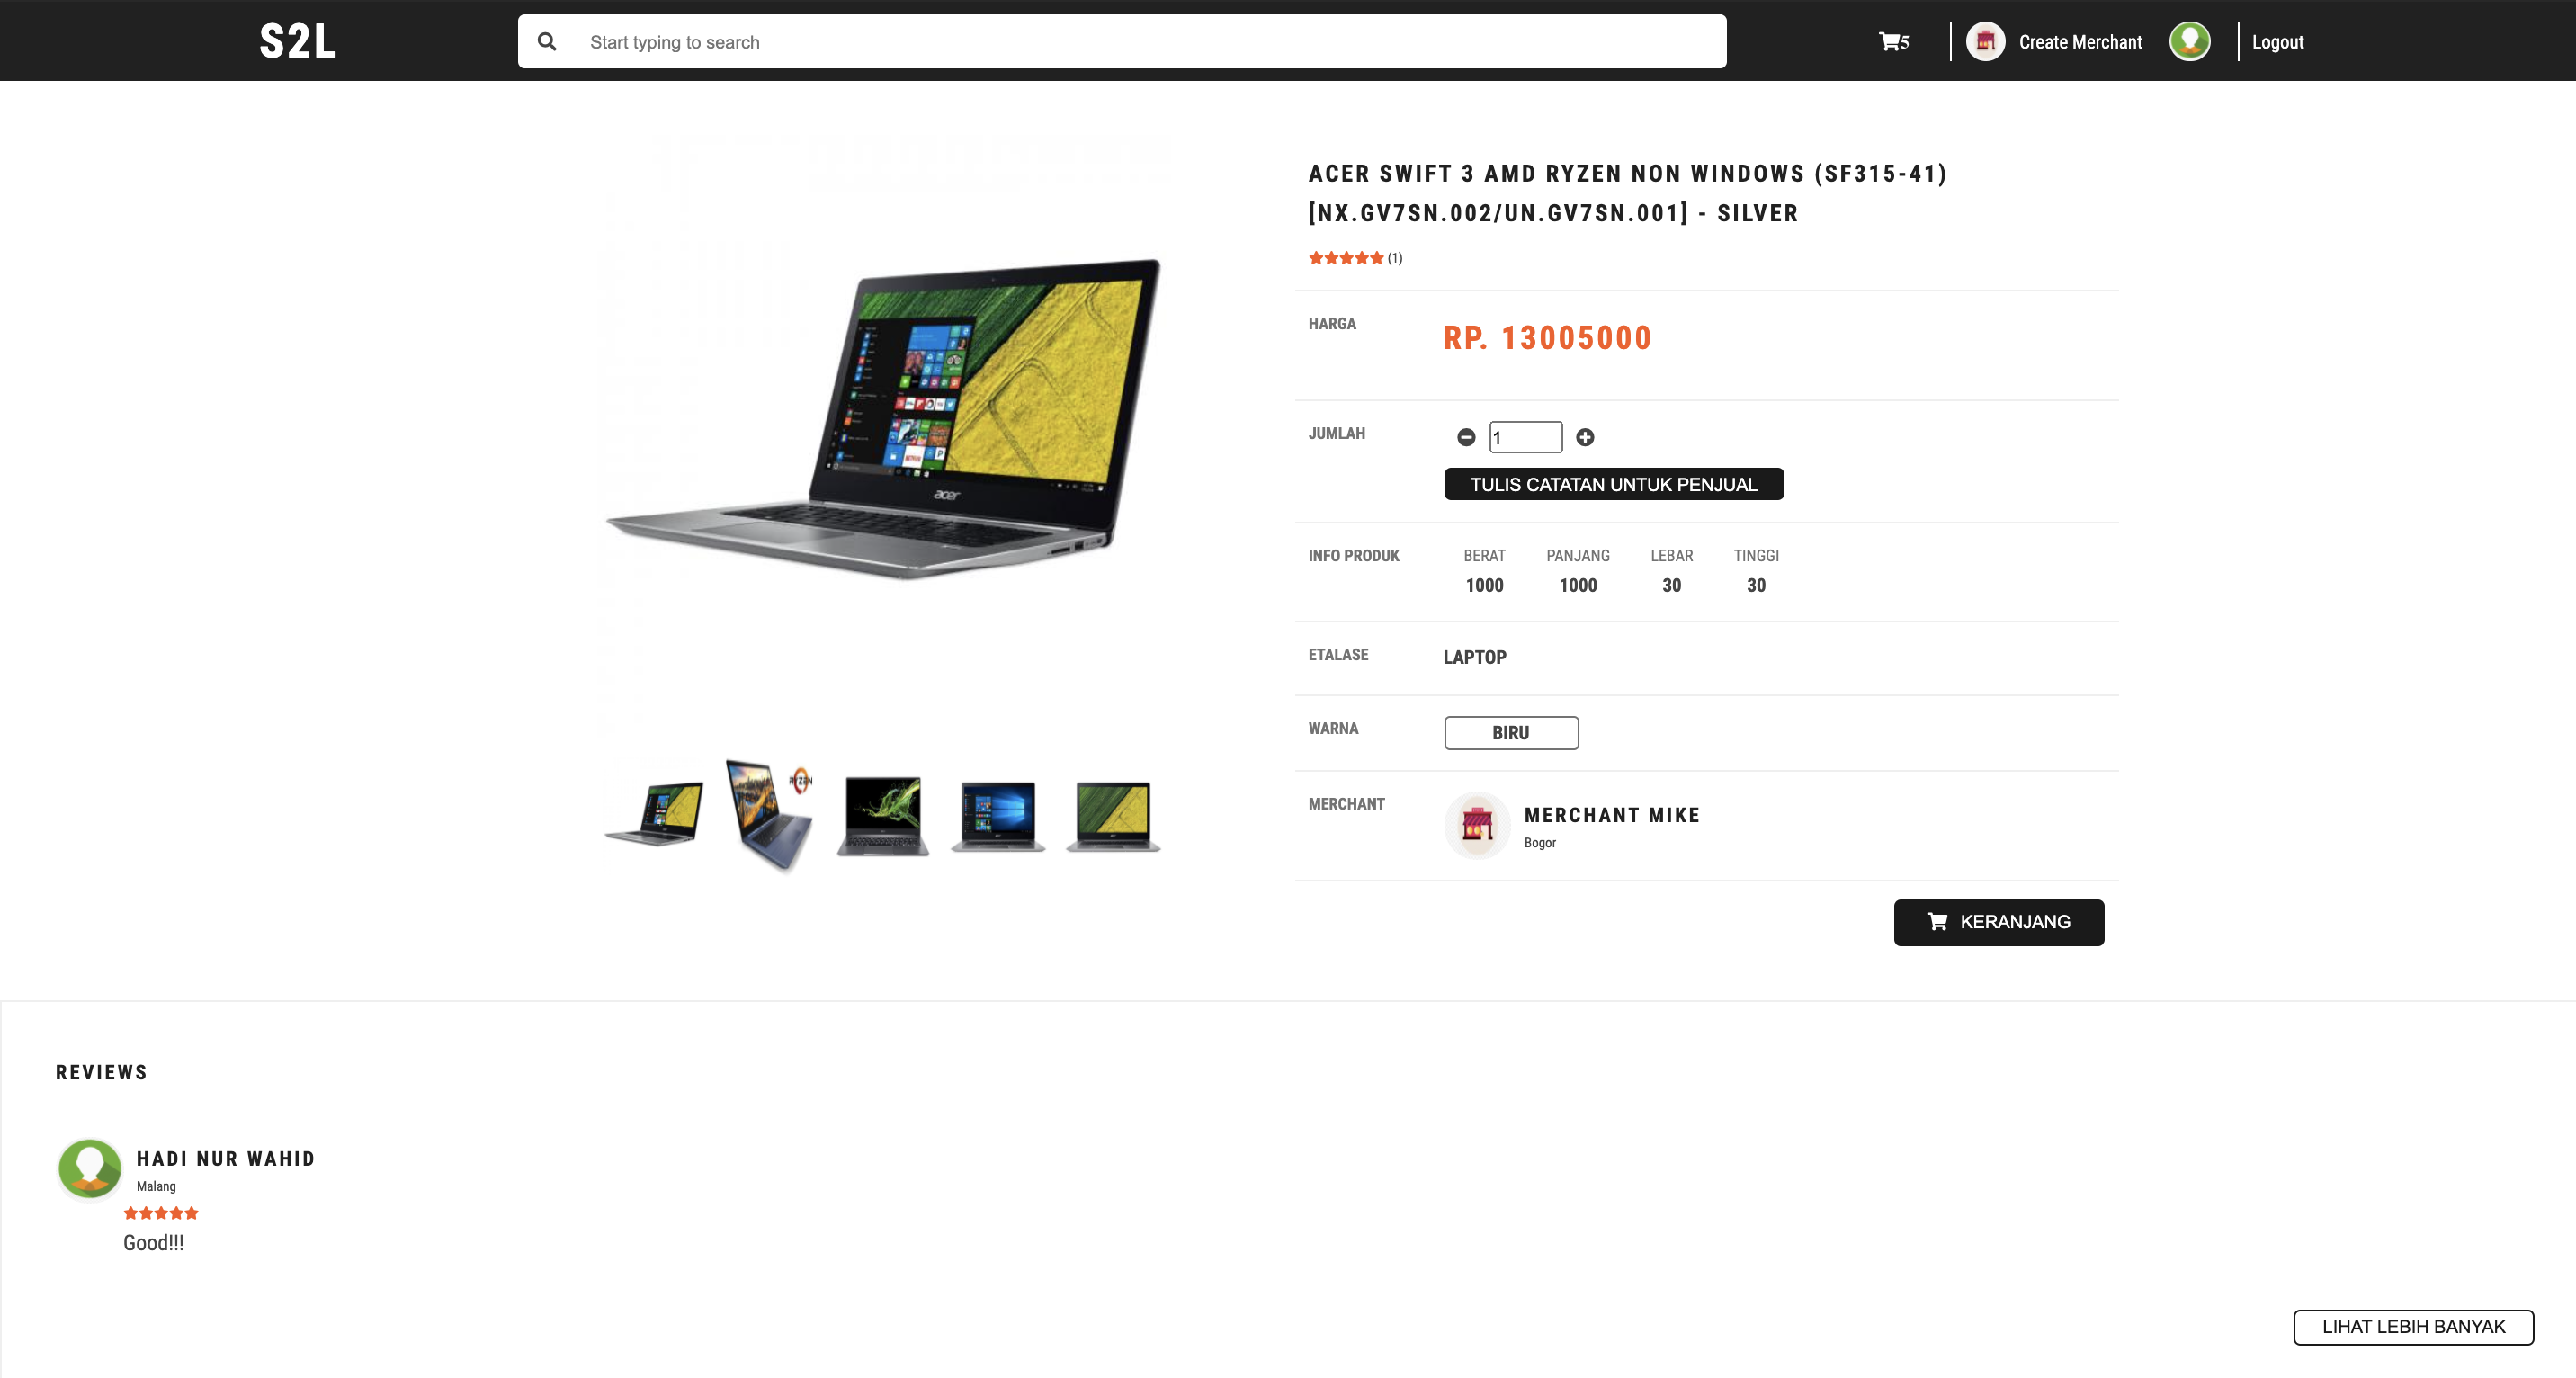 S2L
Start typing to search
5
Create Merchant
Logout
ACER SWIFT 3 AMD RYZEN NON WINDOWS (SF315-41)
[NX.GV7SN.002/UN.GV7SN.001] - SILVER
(1)
HARGA
RP. 13005000
JUMLAH
1
TULIS CATATAN UNTUK PENJUAL
INFO PRODUK
BERAT
PANJANG
LEBAR
TINGGI
1000
1000
30
30
ETALASE
LAPTOP
WARNA
BIRU
MERCHANT
MERCHANT MIKE
Bogor
KERANJANG
acer
RYZEN
REVIEWS
HADI NUR WAHID
Malang
Good!!!
LIHAT LEBIH BANYAK